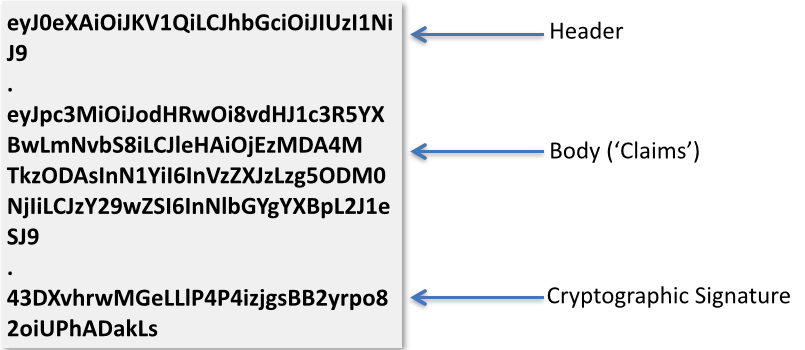 eyJ0eXAiOiJKV1QiLCJhbGciOiJIUzI1Ni
J9
.
eyJpc3MiOiJodHRwOi8vdHJ1c3R5YX
BwLmNvbS8iLCJleHAiOjEzMDA4M
TkzODAsInN1YiI6InVzZXJzLzg5ODM0
NjIiLCJzY29wZSI6InNlbGYgYXBpL2J1e
SJ9
.
43DXvhrwMGeLLlP4P4izjgsBB2yrpo8
2oiUPhADakLs
Header
Body (‘Claims’)
Cryptographic Signature